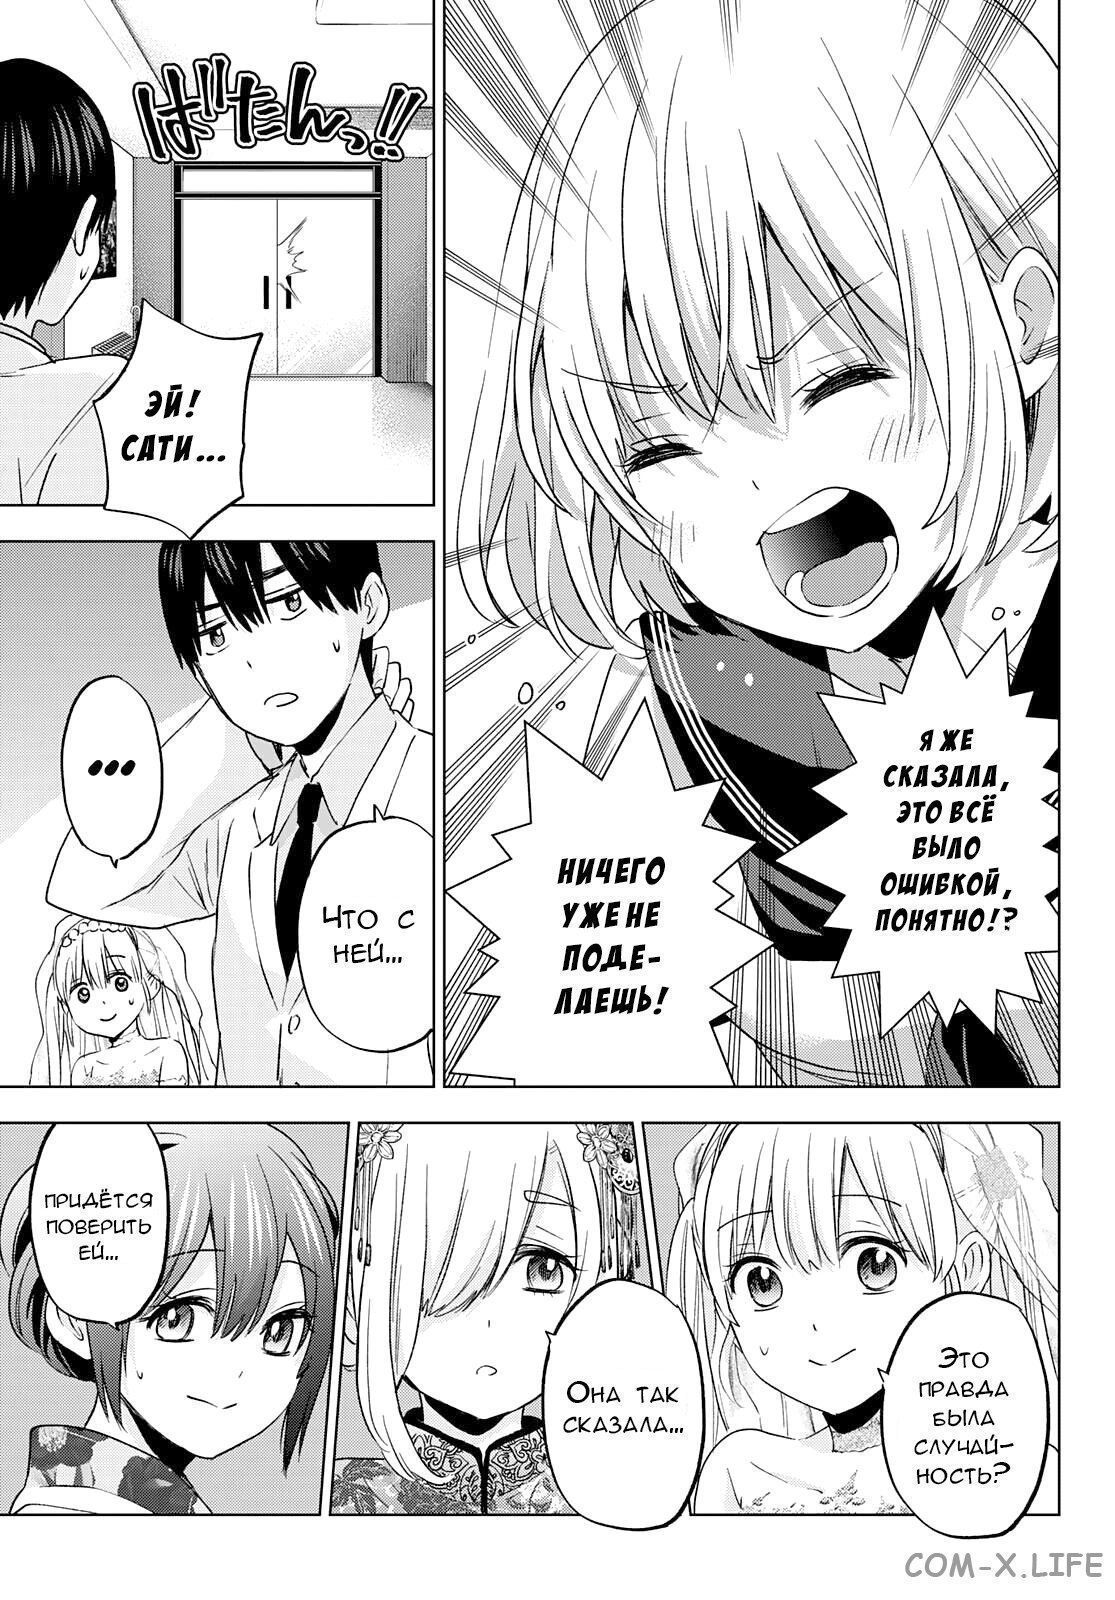 Я ЖЕ
СКАЗАЛА,
ЭТО ВСЁ
БЫЛО
ОШИБКОЙ,
ПОНЯТНО!?
НИЧЕГО
УЖЕ НЕ
ПОДЕ-
ЛАЕШЬ!
ばたんっ!!
ЭЙ!
САТИ...
Что с
ней...
...
Это
правда
была
случай-
ность?
Она так
сказала...
придётся
поверить
ей...
COM-X.LIFE